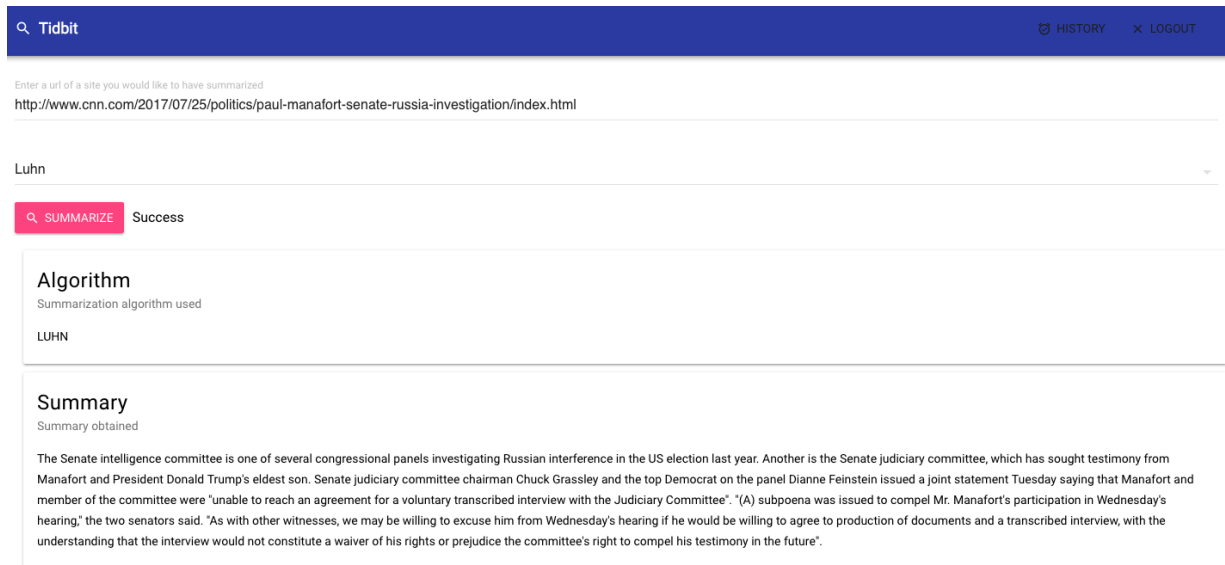 Tidbit
HISTORY
LOGOUT
Enter a url of a site you would like to have summarized
http://www.cnn.com/2017/07/25/politics/paul-manafort-senate-russia-investigation/index.html
Luhn
SUMMARIZE
Success
Algorithm
Summarization algorithm used
LUHN
Summary
Summary obtained
The Senate intelligence committee is one of several congressional panels investigating Russian interference in the US election last year. Another is the Senate judiciary committee, which has sought testimony from
Manafort and President Donald Trump's eldest son. Senate judiciary committee chairman Chuck Grassley and the top Democrat on the panel Dianne Feinstein issued a joint statement Tuesday saying that Manafort and
member of the committee were "unable to reach an agreement for a voluntary transcribed interview with the Judiciary Committee". "(A) subpoena was issued to compel Mr. Manafort's participation in Wednesday's
hearing," the two senators said. "As with other witnesses, we may be willing to excuse him from Wednesday's hearing if he would be willing to agree to production of documents and a transcribed interview, with the
understanding that the interview would not constitute a waiver of his rights or prejudice the committee's right to compel his testimony in the future".